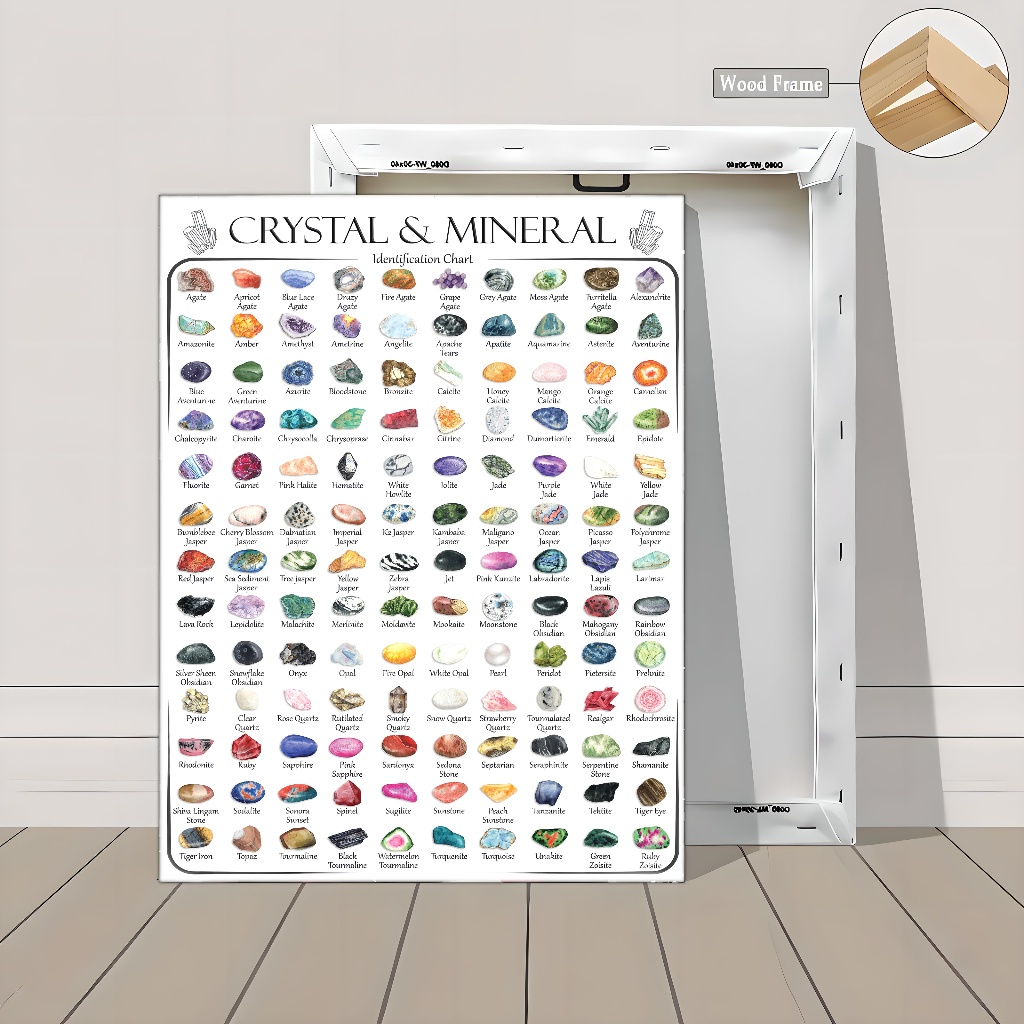 Wood Frame
CRYSTAL & MINERAL
Identification Chart
Agate
Apricot
Agate
Blue Lace
Agate
Druzy
Agate
Fire Agate
Grape
Agate
Grey Agate
Moss Agate
Turritella
Agate
Alexandrite
Amazonite
Amber
Amethyst
Ametrine
Angelite
Apache
Tears
Apatite
Aquamarine
Asterite
Aventurine
Blue
Aventurine
Green
Aventurine
Azurite
Bloodstone
Bronzite
Calcite
Honey
Calcite
Mango
Calcite
Orange
Calcite
Carnelian
Chalcopyrite
Charoite
Chrysocolla
Chrysoprase
Cinnabar
Citrine
Diamond
Dumortierite
Emerald
Epidote
Fluorite
Garnet
Pink Halite
Hematite
White
Howlite
Iolite
Jade
Purple
Jade
White
Jade
Yellow
Jade
Bumblebee
Jasper
Cherry Blossom
Jasper
Dalmatian
Jasper
Imperial
Jasper
K2 Jasper
Kambaba
Jasper
Maligano
Jasper
Ocean
Jasper
Picasso
Jasper
Polychrome
Jasper
Red Jasper
Sea Sediment
Jasper
Tree Jasper
Yellow
Jasper
Zebra
Jasper
Jet
Pink Kunzite
Labradorite
Lapis
Lazuli
Larimar
Lava Rock
Lepidolite
Malachite
Merlinite
Moldavite
Mookaite
Moonstone
Black
Obsidian
Mahogany
Obsidian
Rainbow
Obsidian
Silver Sheen
Obsidian
Snowflake
Obsidian
Onyx
Opal
Fire Opal
White Opal
Pearl
Peridot
Pietersite
Prehnite
Pyrite
Clear
Quartz
Rose Quartz
Rutilated
Quartz
Smoky
Quartz
Snow Quartz
Strawberry
Quartz
Tourmalated
Quartz
Realgar
Rhodochrosite
Rhodonite
Ruby
Sapphire
Pink
Sapphire
Sardonyx
Sedona
Stone
Septarian
Seraphinite
Serpentine
Stone
Shamanite
Shiva Lingam
Stone
Sodalite
Sonora
Sunset
Spinel
Sugilite
Sunstone
Peach
Sunstone
Tanzanite
Tektite
Tiger Eye
Tiger Iron
Topaz
Tourmaline
Black
Tourmaline
Watermelon
Tourmaline
Turquenite
Turquoise
Unakite
Green
Zoisite
Ruby
Zoisite